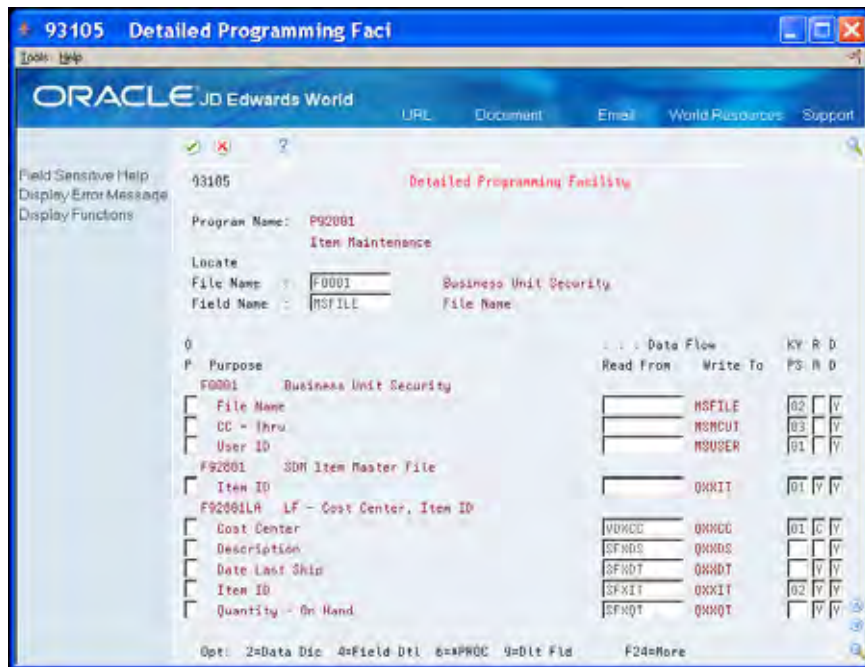 93105 Detailed Programming Faci
Tools Help
ORACLE JD Edwards World
URL Document Email World Resources Support
Field Sensitive Help
Display Error Message
Display Functions
93105 Detailed Programming Facility
Program Name: P92001
Item Maintenance
Locate
File Name : F0001 Business Unit Security
Field Name : MSFILE File Name
O . . . Data Flow KY R D
P Purpose Read From Write To PS M D
F0001 Business Unit Security
File Name MSFILE 02 Y
CC - Thru MSMCUT 03 Y
User ID MSUSER 01 Y
F92801 SDM Item Master File
Item ID QXXIT 01 Y Y
F92801LA LF - Cost Center, Item ID
Cost Center VDXCC QXXCC 01 C Y
Description SFXDS QXXDS Y
Date Last Ship SFXDT QXXDT Y Y
Item ID SFXIT QXXIT 02 Y Y
Quantity - On Hand SFXQT QXXQT Y Y
Opt: 2=Data Dic 4=Field Dtl 6=APROC 9=Dlt Fld F24=More